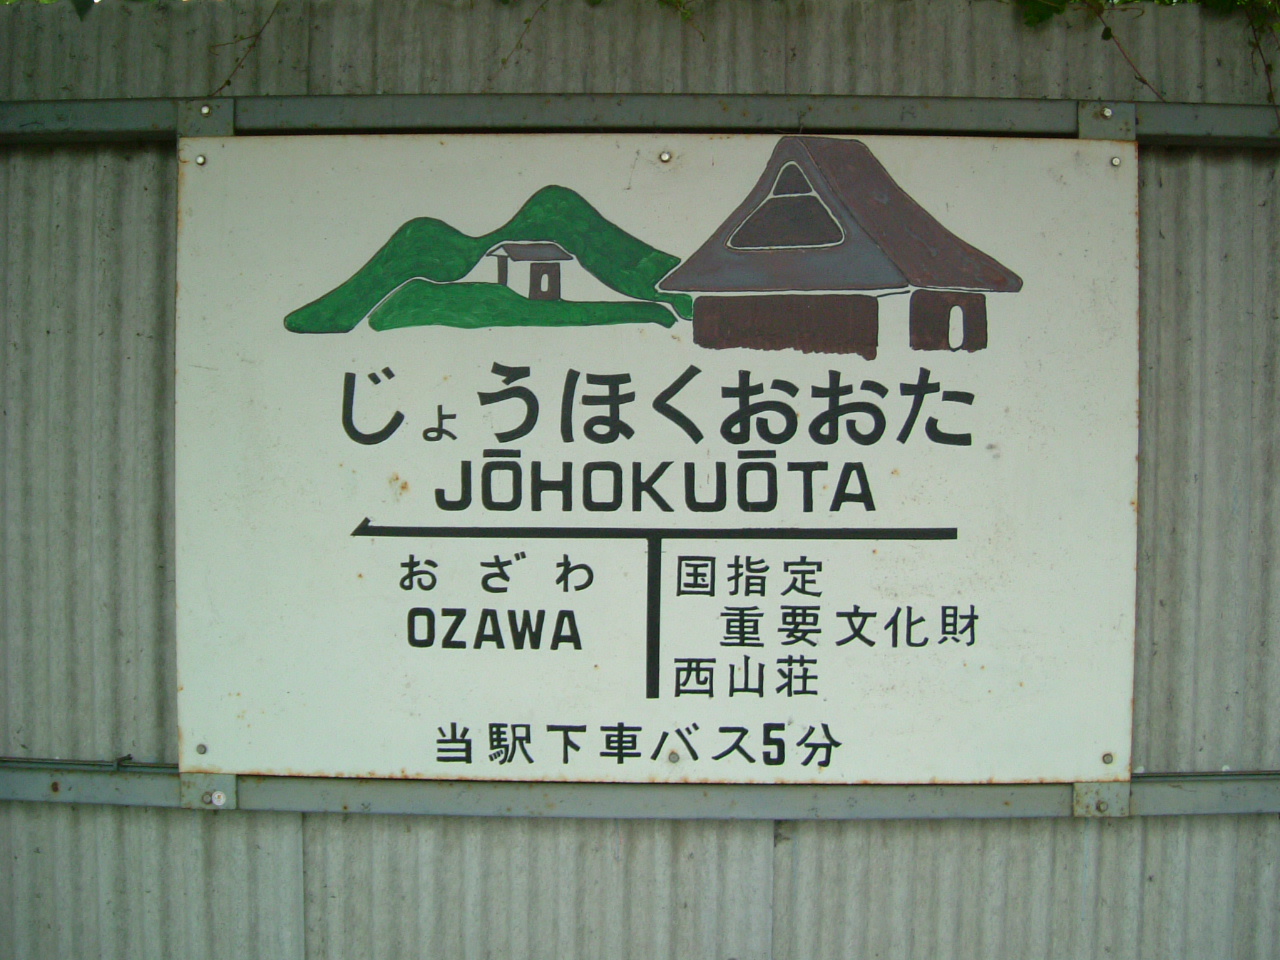 じょうほくおおた
JŌHOKUŌTA
おざわ
OZAWA
国指定
重要文化財
西山荘
当駅下車バス5分